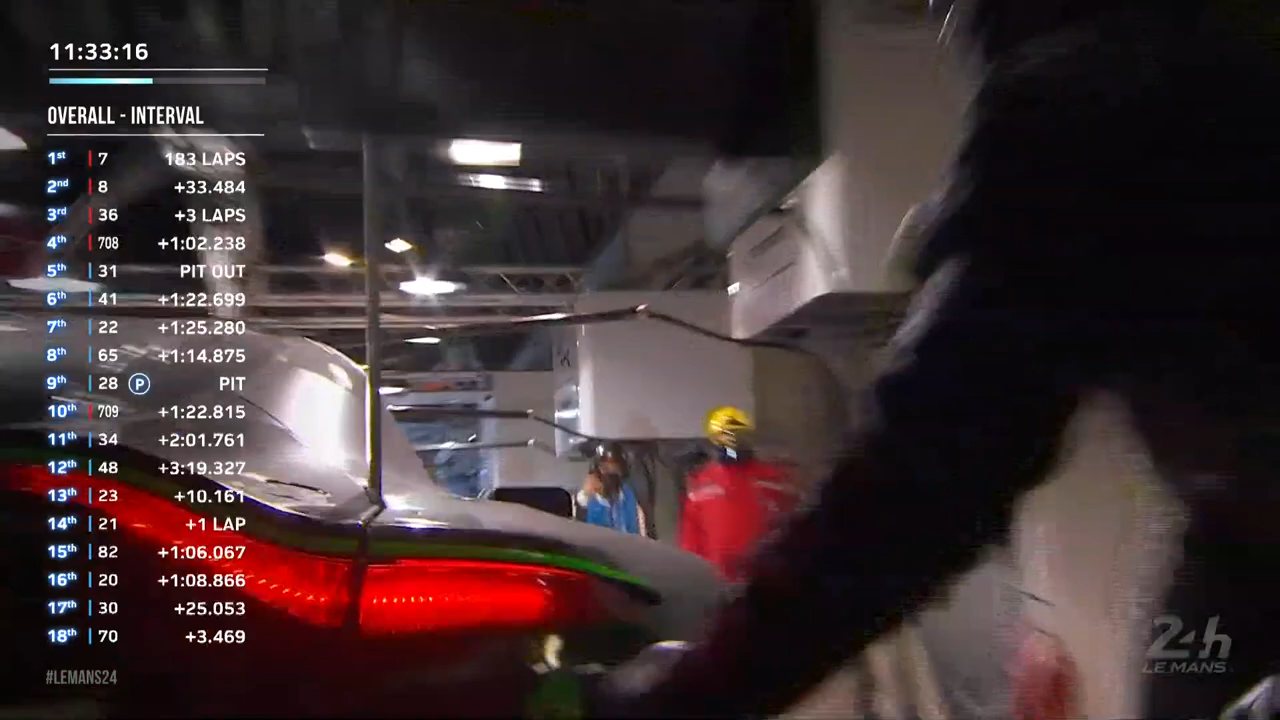 11:33:16
OVERALL - INTERVAL
1st 7 183 LAPS
2nd 8 +33.484
3rd 36 +3 LAPS
4th 708 +1:02.238
5th 31 PIT OUT
6th 41 +1:22.699
7th 22 +1:25.280
8th 65 +1:14.875
9th 28 P PIT
10th 709 +1:22.815
11th 34 +2:01.761
12th 48 +3:19.327
13th 23 +10.161
14th 21 +1 LAP
15th 82 +1:06.067
16th 20 +1:08.866
17th 30 +25.053
18th 70 +3.469
#LEMANS24
24h
LE MANS